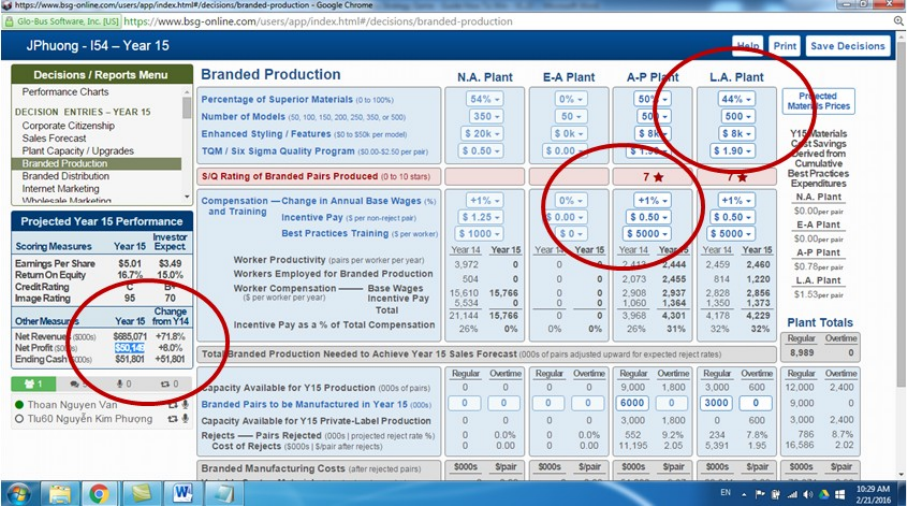 https://www.bsg-online.com/users/app/index.html#/decisions/branded-production - Google Chrome
Glo-Bus Software, Inc. [US] https://www.bsg-online.com/users/app/index.html#/decisions/branded-production
JPhuong - I54 – Year 15
Help Print Save Decisions
Decisions / Reports Menu
Performance Charts
DECISION ENTRIES – YEAR 15
Corporate Citizenship
Sales Forecast
Plant Capacity / Upgrades
Branded Production
Branded Distribution
Internet Marketing
Wholesale Marketing
Projected Year 15 Performance
Scoring Measures Year 15 Investor Expect
Earnings Per Share $5.01 $3.49
Return On Equity 16.7% 15.0%
Credit Rating C B+
Image Rating 95 70
Other Measures Year 15 Change from Y14
Net Revenues ($000s) $685,071 +71.8%
Net Profit ($000s) +6.0%
Ending Cash ($000s) $51,801 +51,801
1 0 0
Thoan Nguyen Van
Tlu60 Nguyễn Kim Phượng
Branded Production N.A. Plant E-A Plant A-P Plant L.A. Plant
Percentage of Superior Materials (0 to 100%) 54% 0% 50% 44%
Number of Models (50, 100, 150, 200, 250, 350, or 500) 350 50 500 500
Enhanced Styling / Features ($0 to $50k per model) $ 20k $ 0k $ 8k $ 8k
TQM / Six Sigma Quality Program ($0.00-$2.50 per pair) $ 0.50 $ 0.00 $ 1.90
S/Q Rating of Branded Pairs Produced (0 to 10 stars) 7 ★ 7 ★
Compensation and Training — Change in Annual Base Wages (%) +1% 0% +1% +1%
Incentive Pay ($ per non-reject pair) $ 1.25 $ 0.00 $ 0.50 $ 0.50
Best Practices Training ($ per worker) $ 1000 $ 0 $ 5000 $ 5000
Year 14 Year 15 Year 14 Year 15 Year 14 Year 15 Year 14 Year 15
Worker Productivity (pairs per worker per year) 3,972 0 0 0 2,413 2,444 2,459 2,460
Workers Employed for Branded Production 504 0 0 0 2,073 2,455 814 1,220
Worker Compensation ($ per worker per year) — Base Wages 15,610 15,766 0 0 2,908 2,937 2,828 2,856
Incentive Pay 5,534 0 0 0 1,060 1,364 1,350 1,373
Total 21,144 15,766 0 0 3,968 4,301 4,178 4,229
Incentive Pay as a % of Total Compensation 26% 0% 0% 0% 26% 31% 32% 32%
Total Branded Production Needed to Achieve Year 15 Sales Forecast (000s of pairs adjusted upward for expected reject rates)
Regular Overtime Regular Overtime Regular Overtime Regular Overtime Regular Overtime
Capacity Available for Y15 Production (000s of pairs) 0 0 0 0 9,000 1,800 3,000 600 12,000 2,400
Branded Pairs to be Manufactured in Year 15 (000s) 0 0 0 0 6000 0 3000 0 9,000 0
Capacity Available for Y15 Private-Label Production 0 0 0 0 3,000 1,800 0 600 3,000 2,400
Rejects — Pairs Rejected (000s | projected reject rate %) 0 0.0% 0 0.0% 552 9.2% 234 7.8% 786 8.7%
Cost of Rejects ($000s | $/pair after rejects) 0 0.00 0 0.00 11,195 2.05 5,391 1.95 16,586 2.02
Branded Manufacturing Costs (after rejected pairs) $000s $/pair $000s $/pair $000s $/pair $000s $/pair $000s $/pair
Projected Materials Prices
Y15 Materials
Cost Savings
Derived from
Cumulative
Best Practices
Expenditures
N.A. Plant
$0.00 per pair
E-A Plant
$0.00 per pair
A-P Plant
$0.78 per pair
L.A. Plant
$1.53 per pair
Plant Totals
Regular Overtime
8,989 0
EN
10:29 AM
2/21/2016